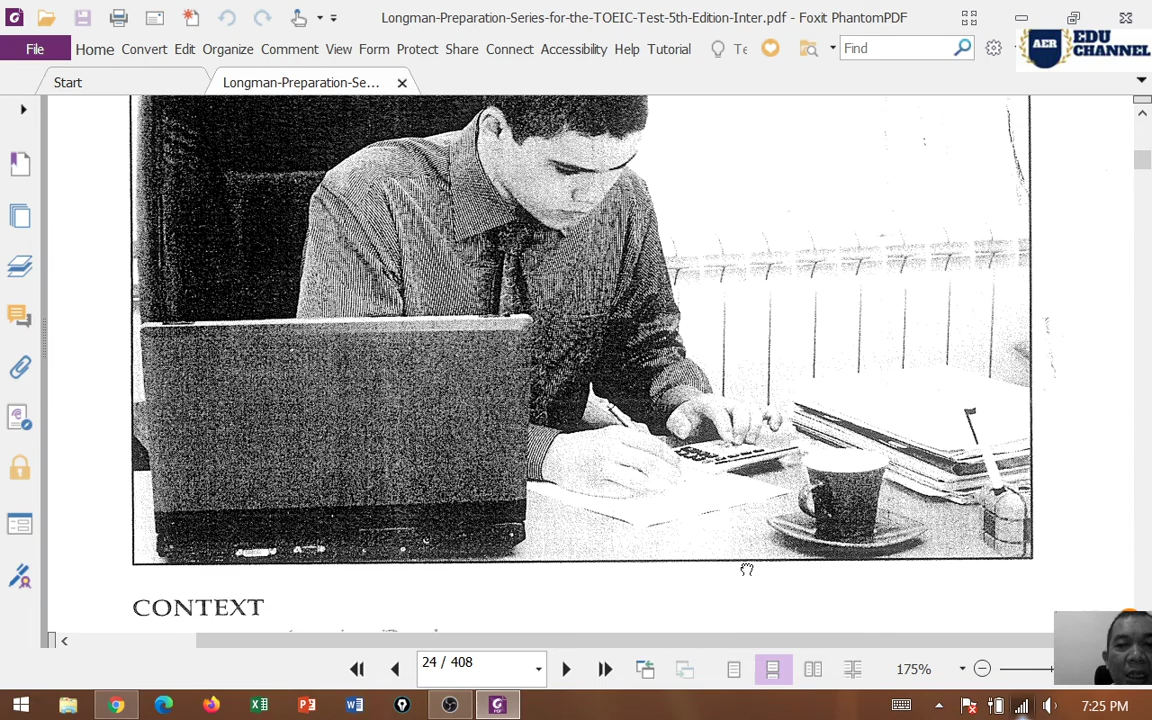 Longman-Preparation-Series-for-the-TOEIC-Test-5th-Edition-Inter.pdf - Foxit PhantomPDF
File Home Convert Edit Organize Comment View Form Protect Share Connect Accessibility Help Tutorial Te Find
AER EDU CHANNEL
Start Longman-Preparation-Se...
CONTEXT
24 / 408 175%
7:25 PM